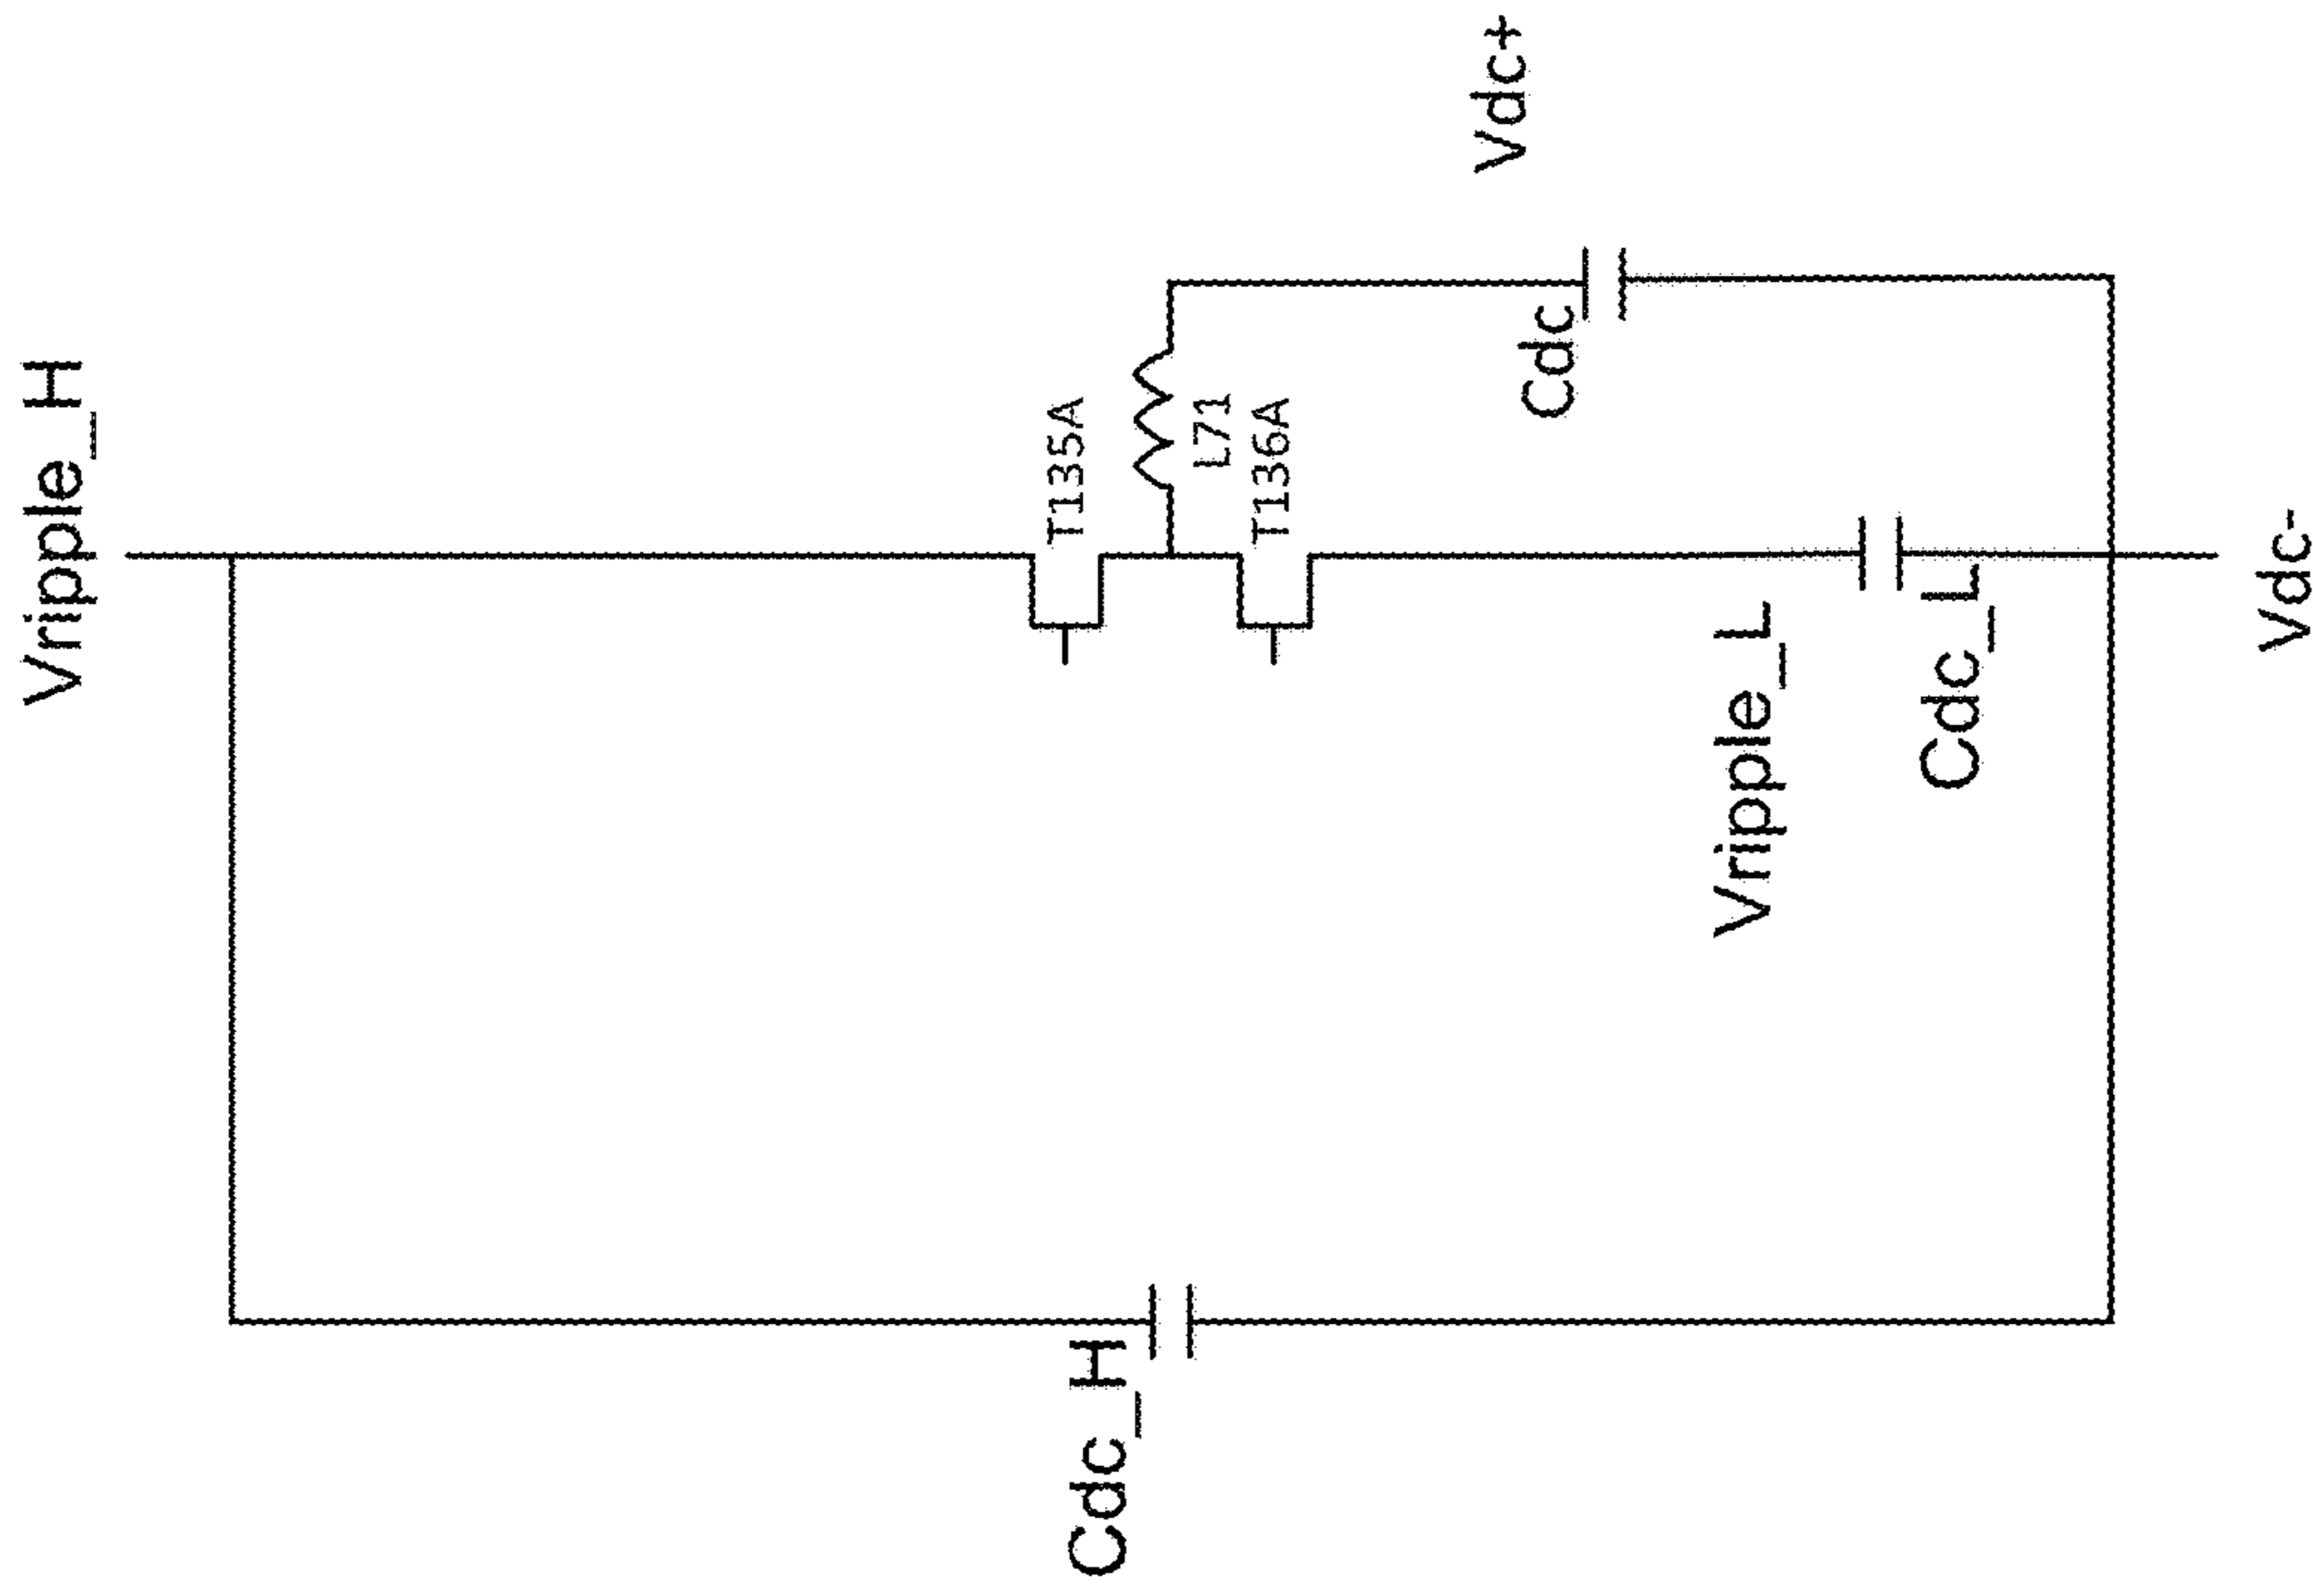 Vripple_H
Vdc+
T135A
L71
T136A
Cdc
Vripple_L
Cdc_L
Cdc_H
Vdc-